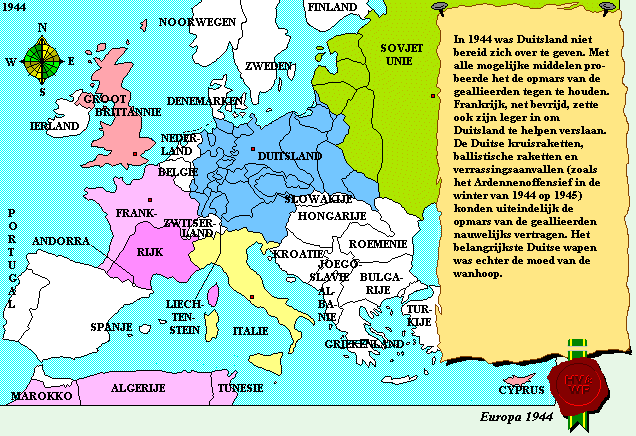 1944
NOORWEGEN
FINLAND
ZWEDEN
SOVJET
UNIE
N
W
E
S
GROOT
BRITTANNIE
IERLAND
DENEMARKEN
NEDER-
LAND
BELGIE
DUITSLAND
SLOWAKIJE
HONGARIJE
ROEMENIE
FRANK-
RIJK
ZWITSER-
LAND
ANDORRA
PORTUGAL
KROATIE
JOEGO-
SLAVIE
BULGA-
RIJE
AL-
BA-
NIE
LIECH-
TEN-
STEIN
ITALIE
SPANJE
TUR-
KIJE
GRIEKENLAND
MAROKKO
ALGERIJE
TUNESIE
CYPRUS
In 1944 was Duitsland niet
bereid zich over te geven. Met
alle mogelijke middelen pro-
beerde het de opmars van de
geallieerden tegen te houden.
Frankrijk, net bevrijd, zette
ook zijn leger in om
Duitsland te helpen verslaan.
De Duitse kruisraketten,
ballistische raketten en
verrassingsaanvallen (zoals
het Ardennenoffensief in de
winter van 1944 op 1945)
konden uiteindelijk de
opmars van de geallieerden
nauwelijks vertragen. Het
belangrijkste Duitse wapen
was echter de moed van de
wanhoop.
Europa 1944